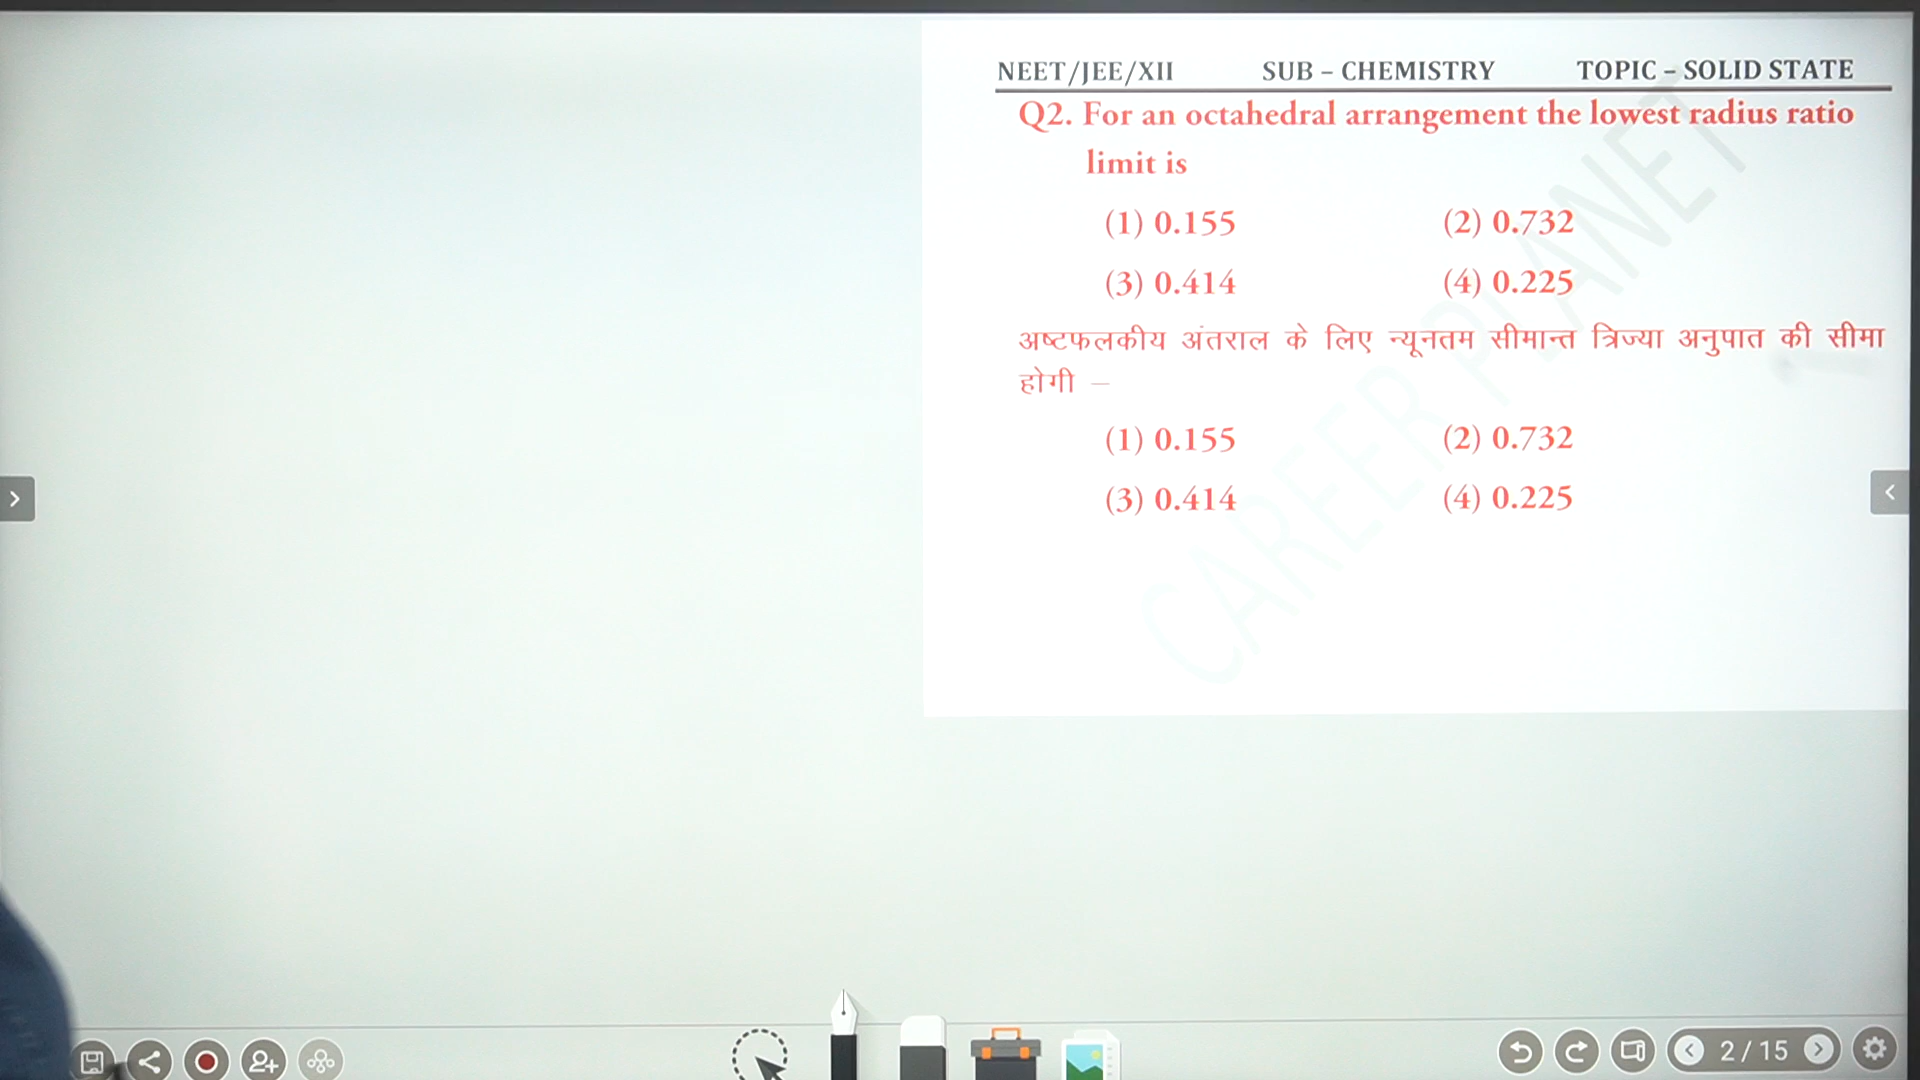 NEET/JEE/XII SUB – CHEMISTRY TOPIC – SOLID STATE
Q2. For an octahedral arrangement the lowest radius ratio
limit is
(1) 0.155 (2) 0.732
(3) 0.414 (4) 0.225
अष्टफलकीय अंतराल के लिए न्यूनतम सीमान्त त्रिज्या अनुपात की सीमा
होगी –
(1) 0.155 (2) 0.732
(3) 0.414 (4) 0.225
CAREER PLANET
2 / 15